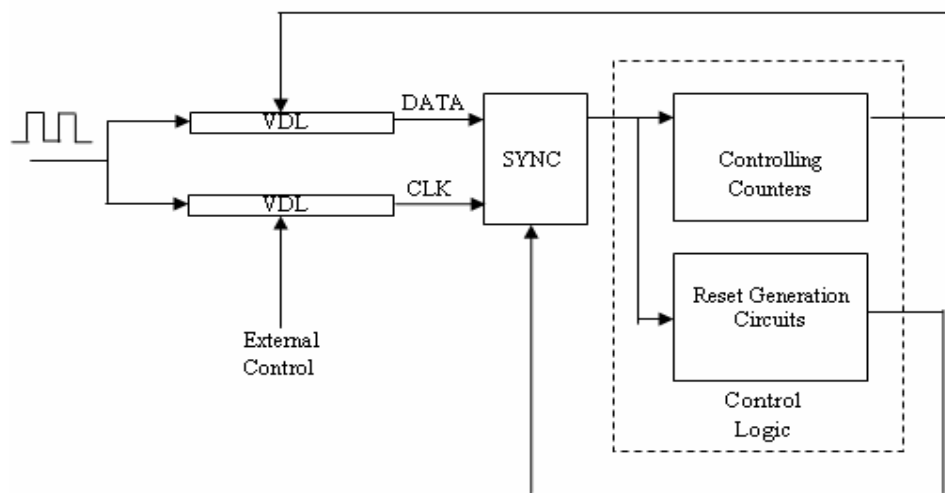 VDL
DATA
SYNC
VDL
CLK
External
Control
Controlling
Counters
Reset Generation
Circuits
Control
Logic